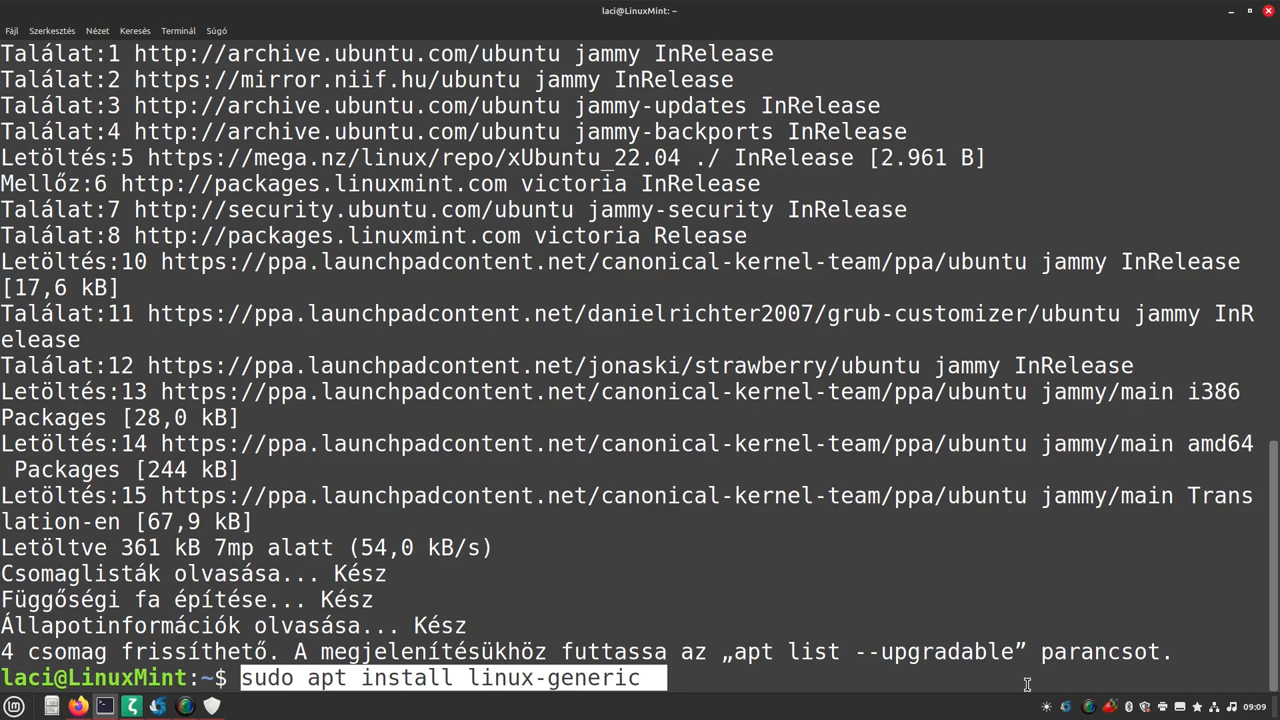 laci@LinuxMint: ~
Fájl Szerkesztés Nézet Keresés Terminál Súgó
Találat:1 http://archive.ubuntu.com/ubuntu jammy InRelease
Találat:2 https://mirror.niif.hu/ubuntu jammy InRelease
Találat:3 http://archive.ubuntu.com/ubuntu jammy-updates InRelease
Találat:4 http://archive.ubuntu.com/ubuntu jammy-backports InRelease
Letöltés:5 https://mega.nz/linux/repo/xUbuntu_22.04 ./ InRelease [2.961 B]
Mellőz:6 http://packages.linuxmint.com victoria InRelease
Találat:7 http://security.ubuntu.com/ubuntu jammy-security InRelease
Találat:8 http://packages.linuxmint.com victoria Release
Letöltés:10 https://ppa.launchpadcontent.net/canonical-kernel-team/ppa/ubuntu jammy InRelease
[17,6 kB]
Találat:11 https://ppa.launchpadcontent.net/danielrichter2007/grub-customizer/ubuntu jammy InR
elease
Találat:12 https://ppa.launchpadcontent.net/jonaski/strawberry/ubuntu jammy InRelease
Letöltés:13 https://ppa.launchpadcontent.net/canonical-kernel-team/ppa/ubuntu jammy/main i386
Packages [28,0 kB]
Letöltés:14 https://ppa.launchpadcontent.net/canonical-kernel-team/ppa/ubuntu jammy/main amd64
Packages [244 kB]
Letöltés:15 https://ppa.launchpadcontent.net/canonical-kernel-team/ppa/ubuntu jammy/main Trans
lation-en [67,9 kB]
Letöltve 361 kB 7mp alatt (54,0 kB/s)
Csomaglisták olvasása... Kész
Függőségi fa építése... Kész
Állapotinformációk olvasása... Kész
4 csomag frissíthető. A megjelenítésükhöz futtassa az „apt list --upgradable” parancsot.
laci@LinuxMint:~$ sudo apt install linux-generic
09:09